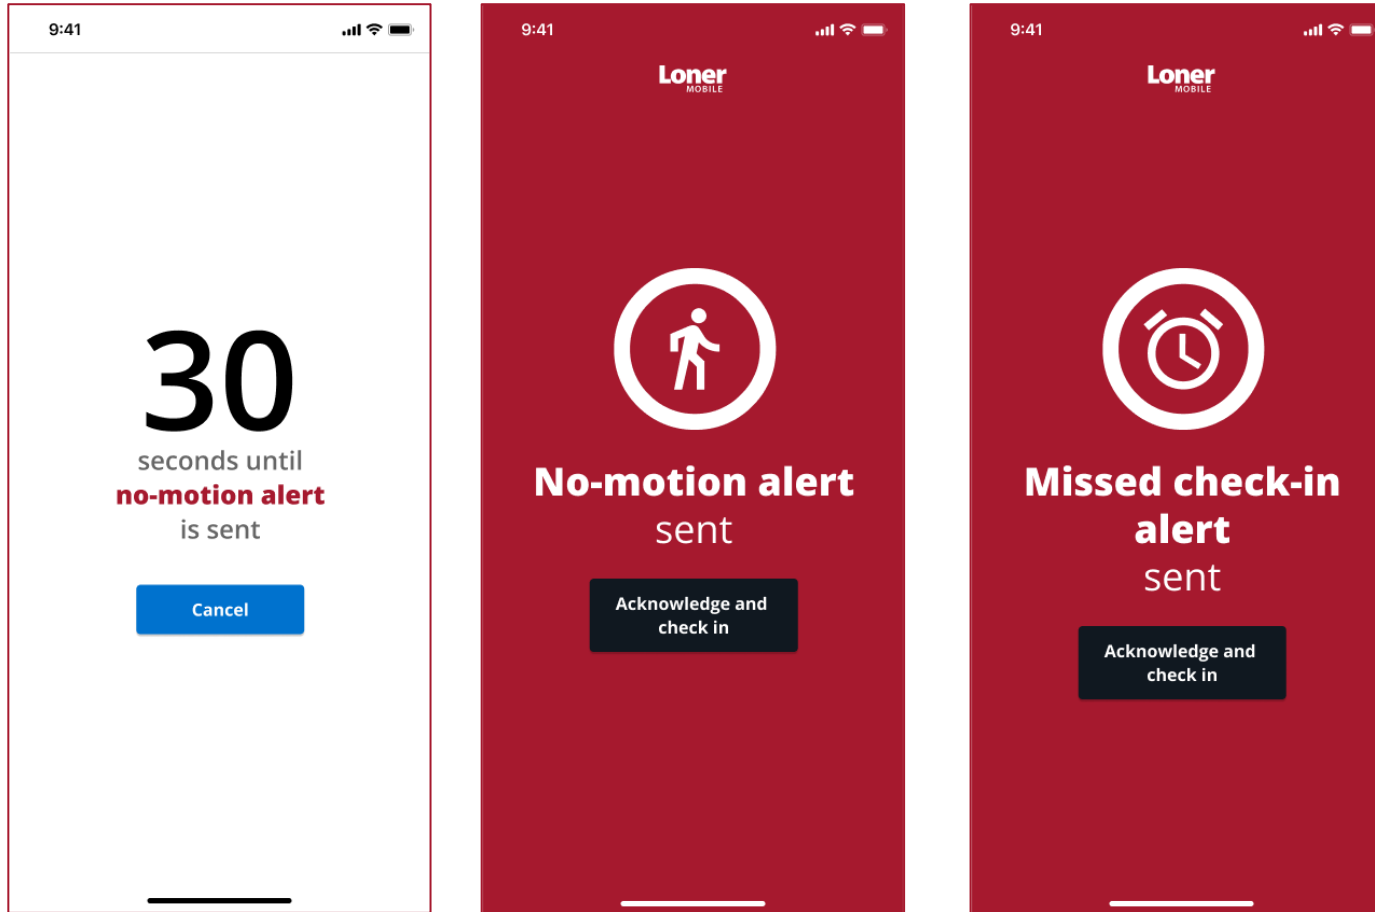 9:41
30
seconds until
no-motion alert
is sent
Cancel
9:41
Loner
MOBILE
No-motion alert
sent
Acknowledge and
check in
9:41
Loner
MOBILE
Missed check-in
alert
sent
Acknowledge and
check in